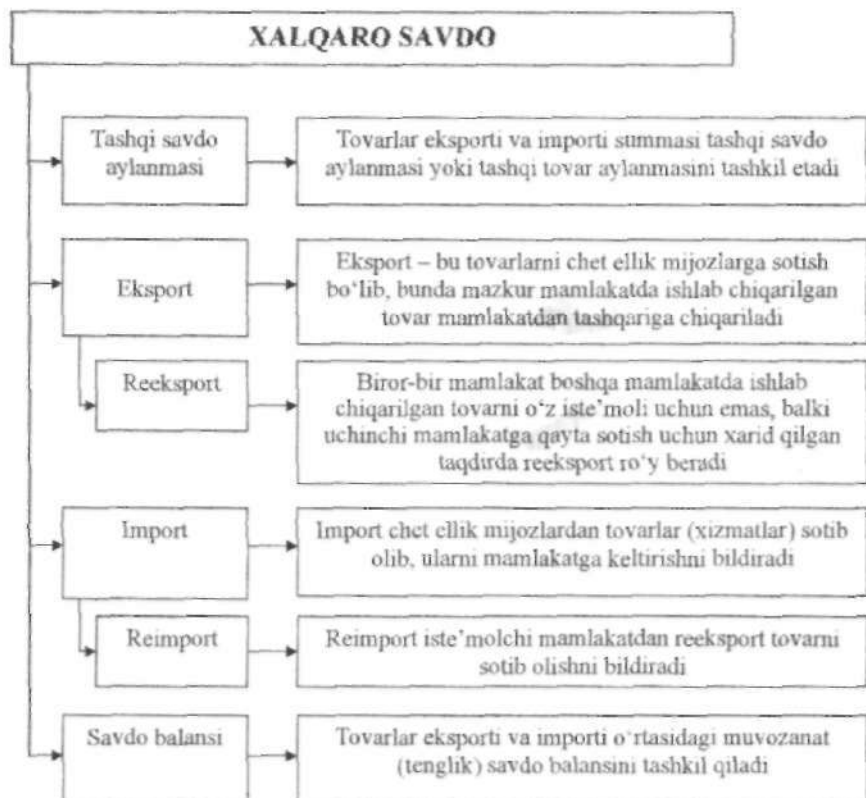 XALQARO SAVDO
Tashqi savdo
aylanmasi
Tovarlar eksporti va importi summasi tashqi savdo
aylanmasi yoki tashqi tovar aylanmasini tashkil etadi
Eksport
Eksport – bu tovarlarni chet ellik mijozlarga sotish
bo‘lib, bunda mazkur mamlakatda ishlab chiqarilgan
tovar mamlakatdan tashqariga chiqariladi
Reeksport
Biror-bir mamlakat boshqa mamlakatda ishlab
chiqarilgan tovarni o‘z iste’moli uchun emas, balki
uchinchi mamlakatga qayta sotish uchun xarid qilgan
taqdirda reeksport ro‘y beradi
Import
Import chet ellik mijozlardan tovarlar (xizmatlar) sotib
olib, ularni mamlakatga keltirishni bildiradi
Reimport
Reimport iste’molchi mamlakatdan reeksport tovarni
sotib olishni bildiradi
Savdo balansi
Tovarlar eksporti va importi o‘rtasidagi muvozanat
(tenglik) savdo balansini tashkil qiladi